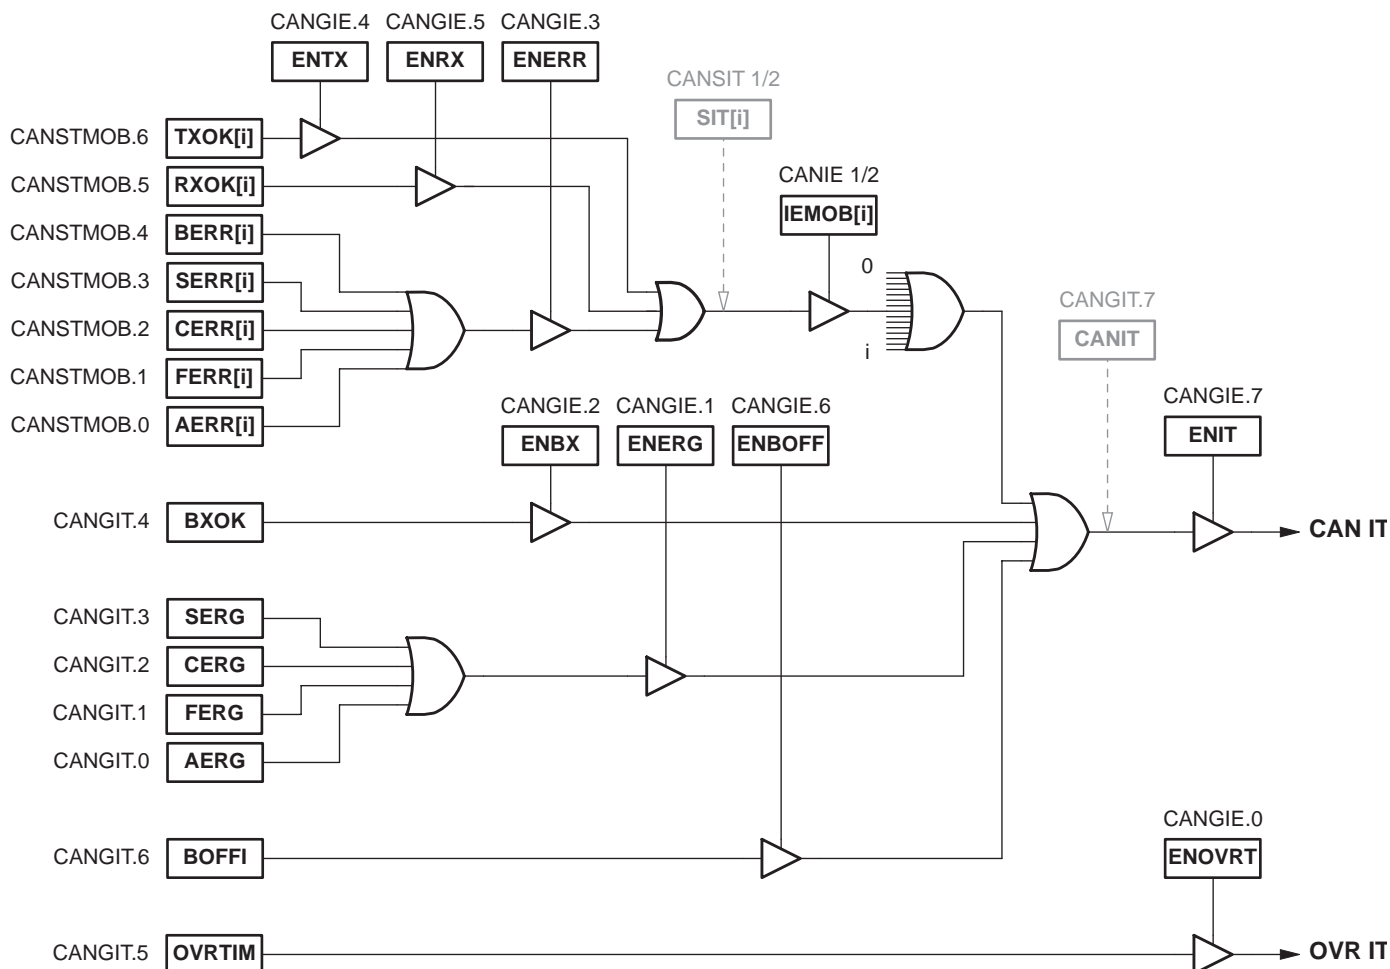 CANGIE.4 CANGIE.5 CANGIE.3
ENTX ENRX ENERR
CANSIT 1/2
SIT[i]
CANSTMOB.6 TXOK[i]
CANSTMOB.5 RXOK[i]
CANIE 1/2
IEMOB[i]
CANSTMOB.4 BERR[i]
CANSTMOB.3 SERR[i]
0
CANGIT.7
CANIT
CANSTMOB.2 CERR[i]
i
CANSTMOB.1 FERR[i]
CANSTMOB.0 AERR[i]
CANGIE.2 CANGIE.1 CANGIE.6
ENBX ENERG ENBOFF
CANGIE.7
ENIT
CANGIT.4 BXOK
CAN IT
CANGIT.3 SERG
CANGIT.2 CERG
CANGIT.1 FERG
CANGIT.0 AERG
CANGIE.0
ENOVRT
CANGIT.6 BOFFI
CANGIT.5 OVRTIM
OVR IT